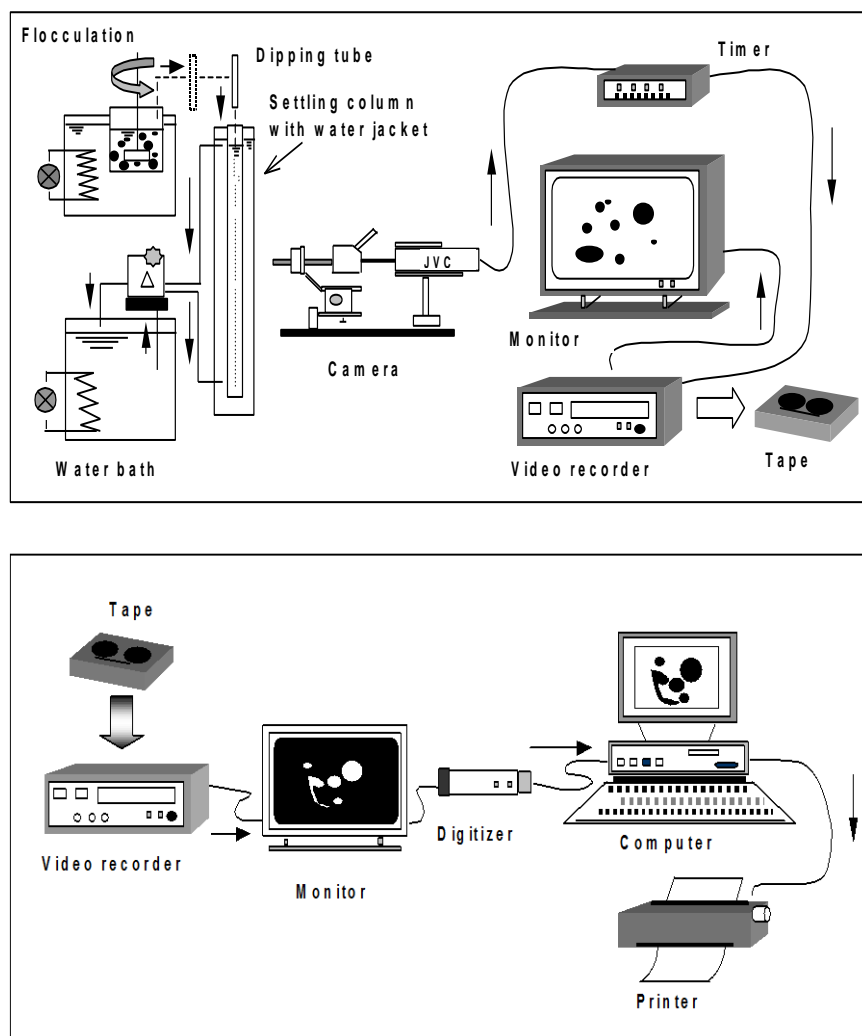 Flocculation
Dipping tube
Timer
Settling column
with water jacket
JVC
Monitor
Camera
Water bath
Video recorder
Tape
Tape
Video recorder
Monitor
Digitizer
Computer
Printer